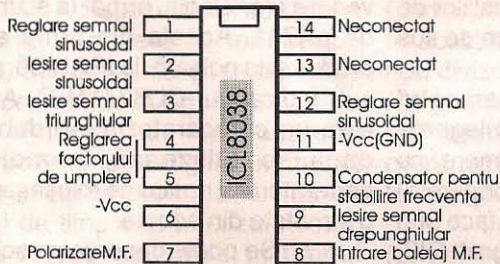 Reglare semnal
sinusoidal
1
Iesire semnal
sinusoidal
2
Iesire semnal
triunghiular
3
Reglarea
factorului
de umplere
4
5
-Vcc
6
PolarizareM.F.
7
ICL8038
14
Neconectat
13
Neconectat
12
Reglare semnal
sinusoidal
11
-Vcc(GND)
10
Condensator pentru
stabilire frecventa
9
Iesire semnal
drepunghiular
8
Intrare baleiaj M.F.